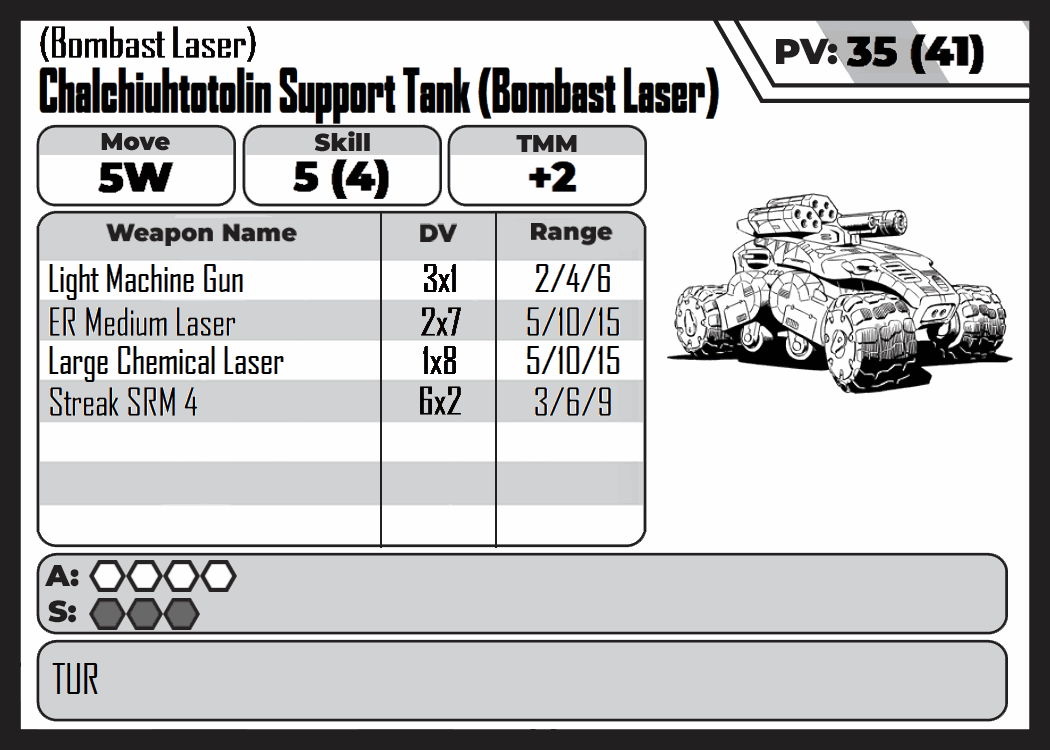 (Bombast Laser)
Chalchiuhtotolin Support Tank (Bombast Laser)
PV: 35 (41)
Move Skill TMM
5W 5 (4) +2
Weapon Name DV Range
Light Machine Gun 3x1 2/4/6
ER Medium Laser 2x7 5/10/15
Large Chemical Laser 1x8 5/10/15
Streak SRM 4 6x2 3/6/9
A:
S:
TUR